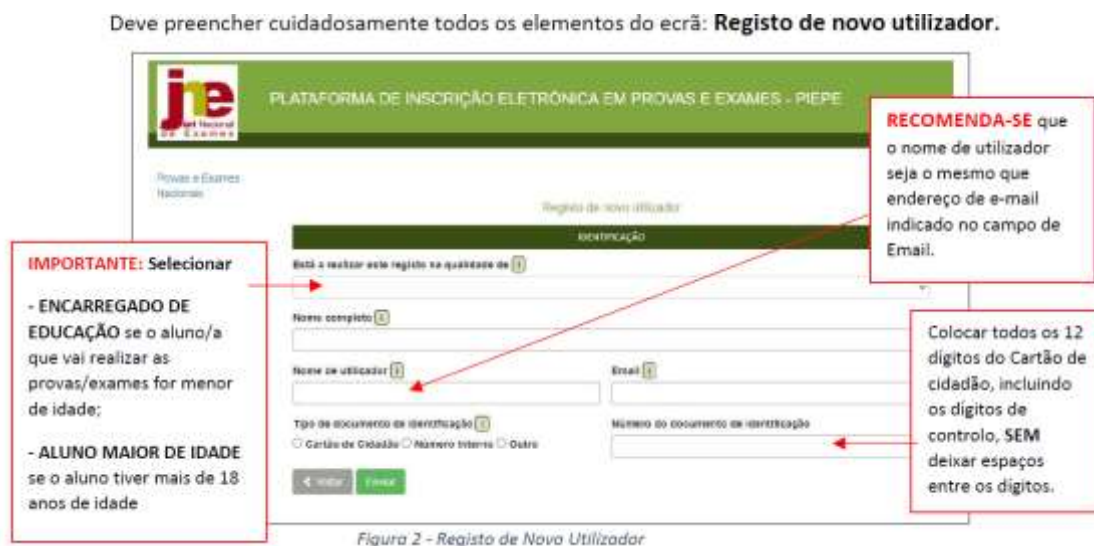 Deve preencher cuidadosamente todos os elementos do ecrã: Registo de novo utilizador.
jne
Júri Nacional
de Exames
PLATAFORMA DE INSCRIÇÃO ELETRÓNICA EM PROVAS E EXAMES - PIEPE
Provas e Exames
Nacionais
RECOMENDA-SE que
o nome de utilizador
seja o mesmo que
endereço de e-mail
indicado no campo de
Email.
Registo de novo utilizador
IDENTIFICAÇÃO
IMPORTANTE: Selecionar
- ENCARREGADO DE
EDUCAÇÃO se o aluno/a
que vai realizar as
provas/exames for menor
de idade;
- ALUNO MAIOR DE IDADE
se o aluno tiver mais de 18
anos de idade
Está a realizar este registo na qualidade de i
Nome completo i
Nome de utilizador i
Email i
Tipo de documento de identificação i
Cartão de Cidadão Número Interno Outro
Número do documento de identificação
Voltar Enviar
Colocar todos os 12
dígitos do Cartão de
cidadão, incluindo
os dígitos de
controlo, SEM
deixar espaços
entre os dígitos.
Figura 2 - Registo de Novo Utilizador